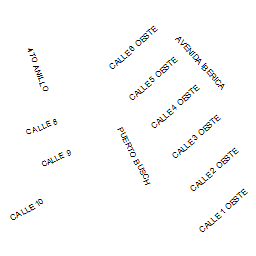 CALLE 6 OESTE
AVENIDA IBERICA
4TO ANILLO
CALLE 5 OESTE
CALLE 4 OESTE
CALLE 8
CALLE 3 OESTE
CALLE 9
PUERTO BUSCH
CALLE 2 OESTE
CALLE 10
CALLE 1 OESTE